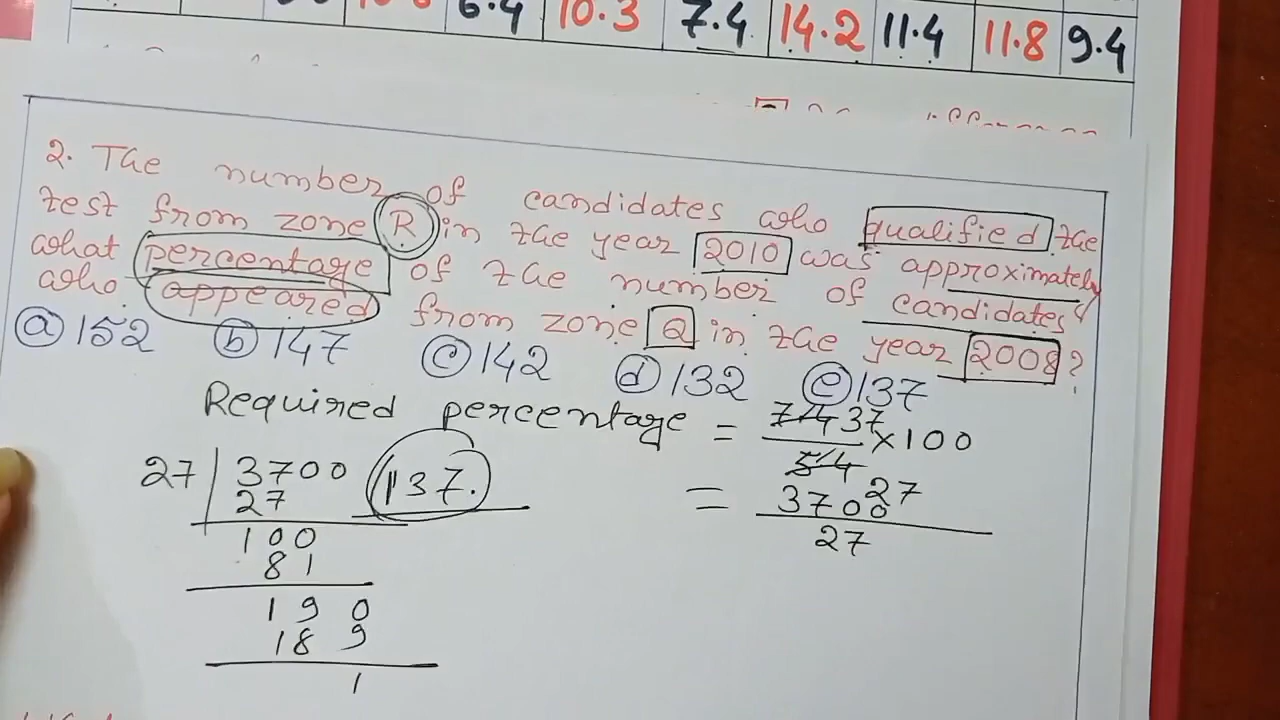 6.4 10.3 7.4 14.2 11.4 11.8 9.4
2. The number of candidates who qualified the
test from zone R in the year 2010 was approximately
what percentage of the number of candidates
who appeared from zone Q in the year 2008?
ⓐ 152 ⓑ 147 ⓒ 142 ⓓ 132 ⓔ 137
Required percentage = 7.4 37 / 5.4 27 × 100
= 3700 / 27
27 | 3700 | 137.
27
100
81
190
189
1